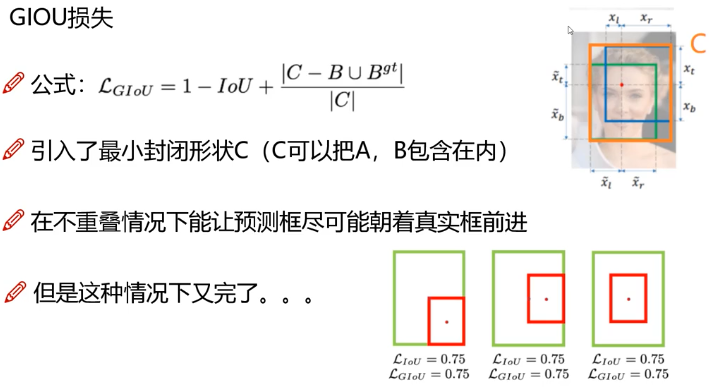 GIOU损失
公式：$\mathcal{L}_{GIoU} = 1 - IoU + \frac{|C - B \cup B^{gt}|}{|C|}$
引入了最小封闭形状C（C可以把A，B包含在内）
在不重叠情况下能让预测框尽可能朝着真实框前进
但是这种情况下又完了。。。
$x_l$ $x_r$
C
$\tilde{x}_t$ $x_t$
$\tilde{x}_b$ $x_b$
$\tilde{x}_l$ $\tilde{x}_r$
$\mathcal{L}_{IoU} = 0.75$ $\mathcal{L}_{IoU} = 0.75$ $\mathcal{L}_{IoU} = 0.75$
$\mathcal{L}_{GIoU} = 0.75$ $\mathcal{L}_{GIoU} = 0.75$ $\mathcal{L}_{GIoU} = 0.75$